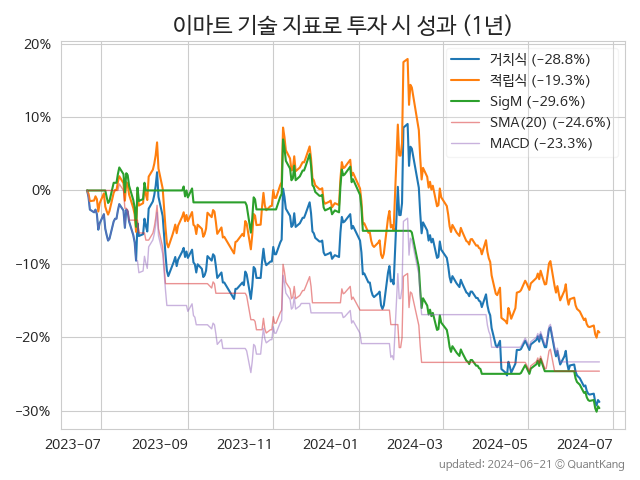 이마트 기술 지표로 투자 시 성과 (1년)
20%
10%
0%
−10%
−20%
−30%
거치식 (−28.8%)
적립식 (−19.3%)
SigM (−29.6%)
SMA(20) (−24.6%)
MACD (−23.3%)
2023-07 2023-09 2023-11 2024-01 2024-03 2024-05 2024-07
updated: 2024-06-21 ⓒ QuantKang